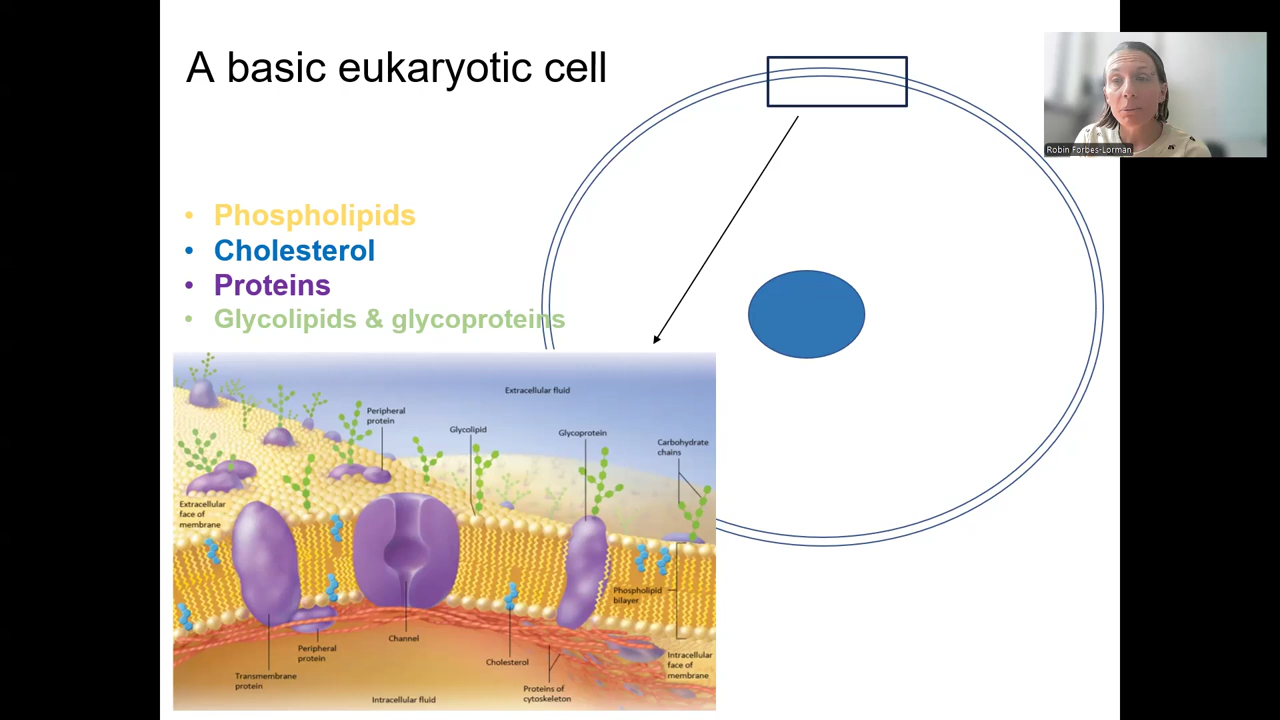 A basic eukaryotic cell
Robin Forbes-Lorman
• Phospholipids
• Cholesterol
• Proteins
• Glycolipids & glycoproteins
Extracellular fluid
Peripheral
protein
Glycolipid
Glycoprotein
Carbohydrate
chains
Extracellular
face of
membrane
Phospholipid
bilayer
Channel
Peripheral
protein
Cholesterol
Intracellular
face of
membrane
Transmembrane
protein
Proteins of
cytoskeleton
Intracellular fluid